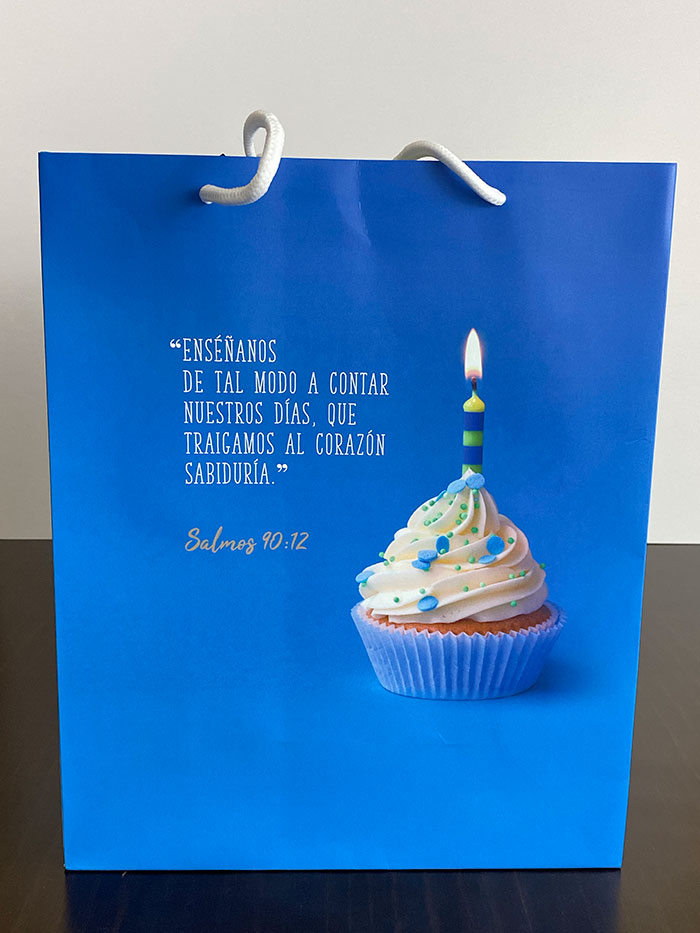 “ENSÉÑANOS
DE TAL MODO A CONTAR
NUESTROS DÍAS, QUE
TRAIGAMOS AL CORAZÓN
SABIDURÍA.”
Salmos 90:12